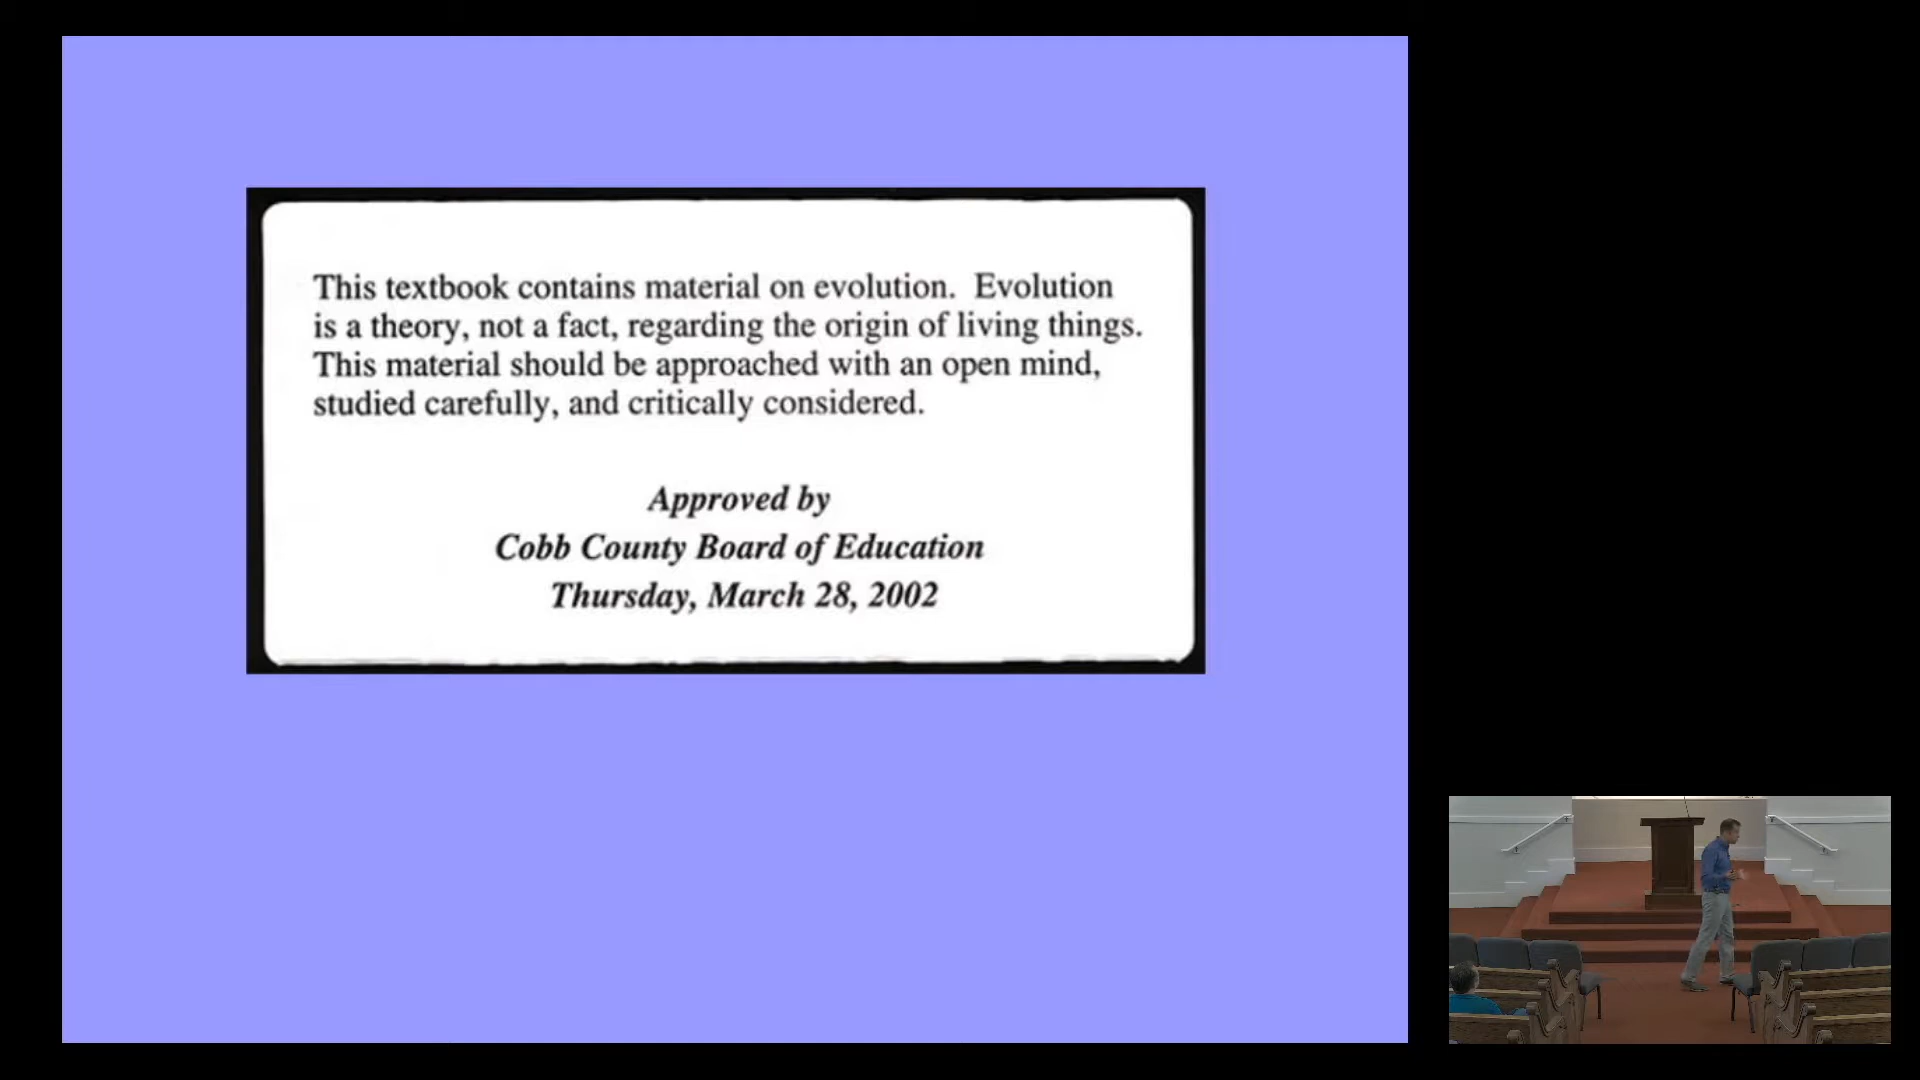 This textbook contains material on evolution.  Evolution
is a theory, not a fact, regarding the origin of living things.
This material should be approached with an open mind,
studied carefully, and critically considered.
Approved by
Cobb County Board of Education
Thursday, March 28, 2002